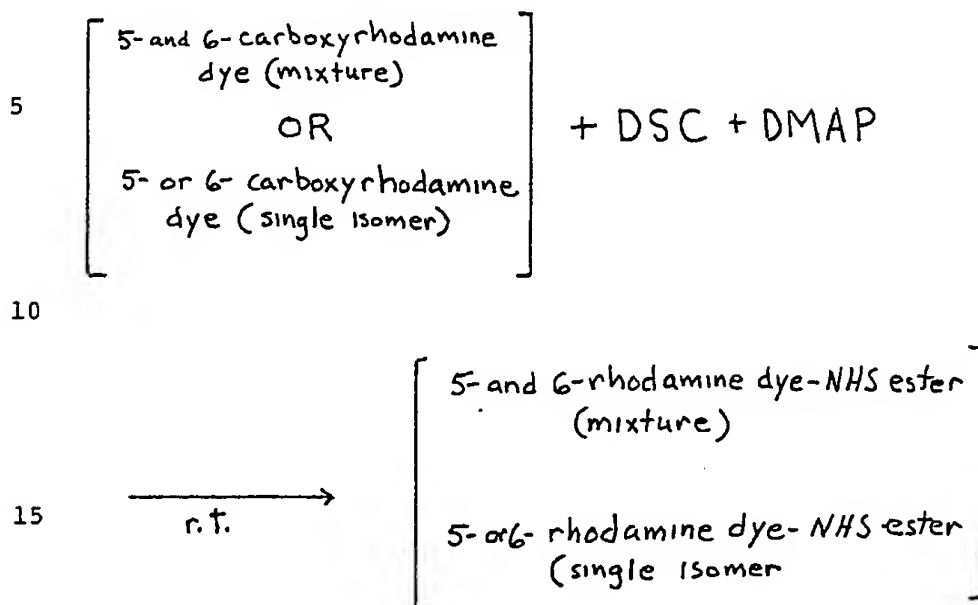 5- and 6- carboxyrhodamine
dye (mixture)
5
OR
+ DSC + DMAP
5- or 6- carboxyrhodamine
dye (single isomer)
10
5- and 6-rhodamine dye-NHS ester
(mixture)
15
r.t.
5- or 6- rhodamine dye-NHS ester
(single isomer